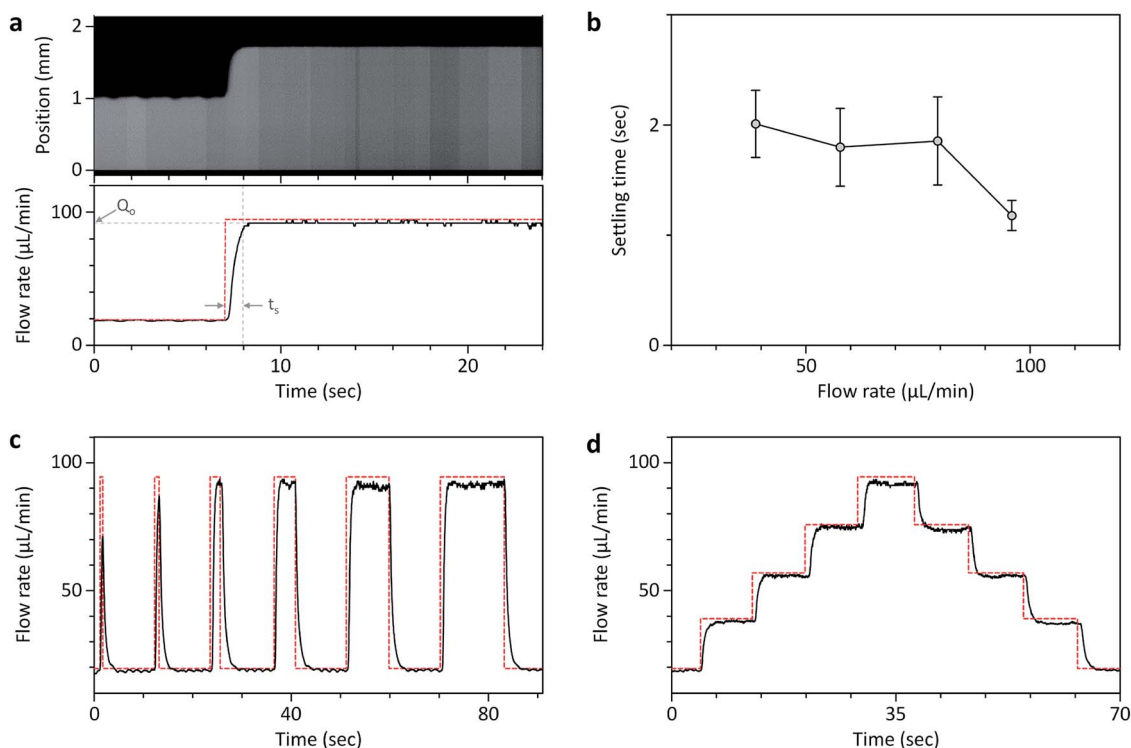 a
Position (mm)
2
1
0
Flow rate (µL/min)
100
0
Qo
ts
0
10
20
Time (sec)
b
Settling time (sec)
2
0
50
100
Flow rate (µL/min)
c
Flow rate (µL/min)
100
50
0
40
80
Time (sec)
d
Flow rate (µL/min)
100
50
0
35
70
Time (sec)